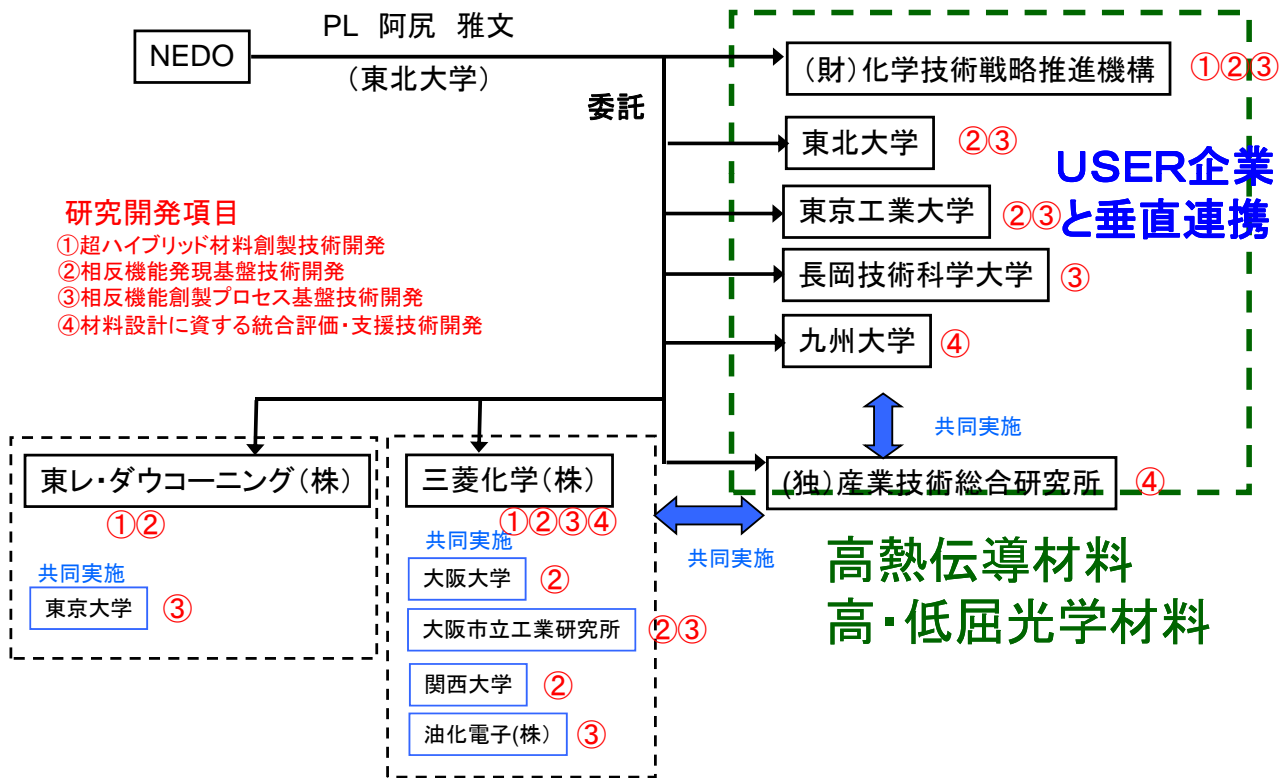 NEDO
PL 阿尻 雅文
(東北大学)
委託
(財)化学技術戦略推進機構 ①②③
東北大学 ②③
USER企業
と垂直連携
東京工業大学 ②③
長岡技術科学大学 ③
九州大学 ④
研究開発項目
①超ハイブリッド材料創製技術開発
②相反機能発現基盤技術開発
③相反機能創製プロセス基盤技術開発
④材料設計に資する統合評価・支援技術開発
共同実施
(独)産業技術総合研究所 ④
共同実施
高熱伝導材料
高・低屈光学材料
東レ・ダウコーニング(株)
①②
共同実施
東京大学 ③
三菱化学(株)
①②③④
共同実施
大阪大学 ②
大阪市立工業研究所 ②③
関西大学 ②
油化電子(株) ③